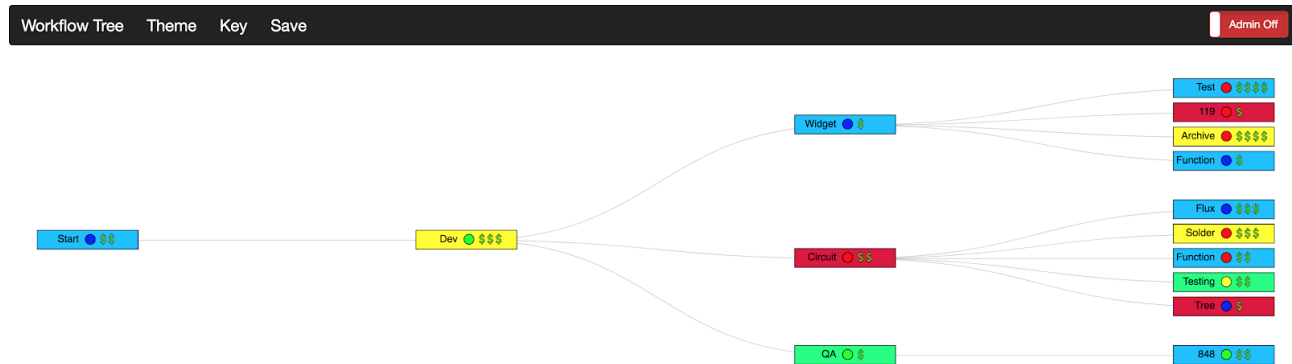 Workflow Tree Theme Key Save Admin Off
Test $$$$
119 $
Widget $
Archive $$$$
Function $
Flux $$$
Start $$
Dev $$$
Solder $$$
Circuit $$
Function $$
Testing $$
Tree $
QA $
848 $$